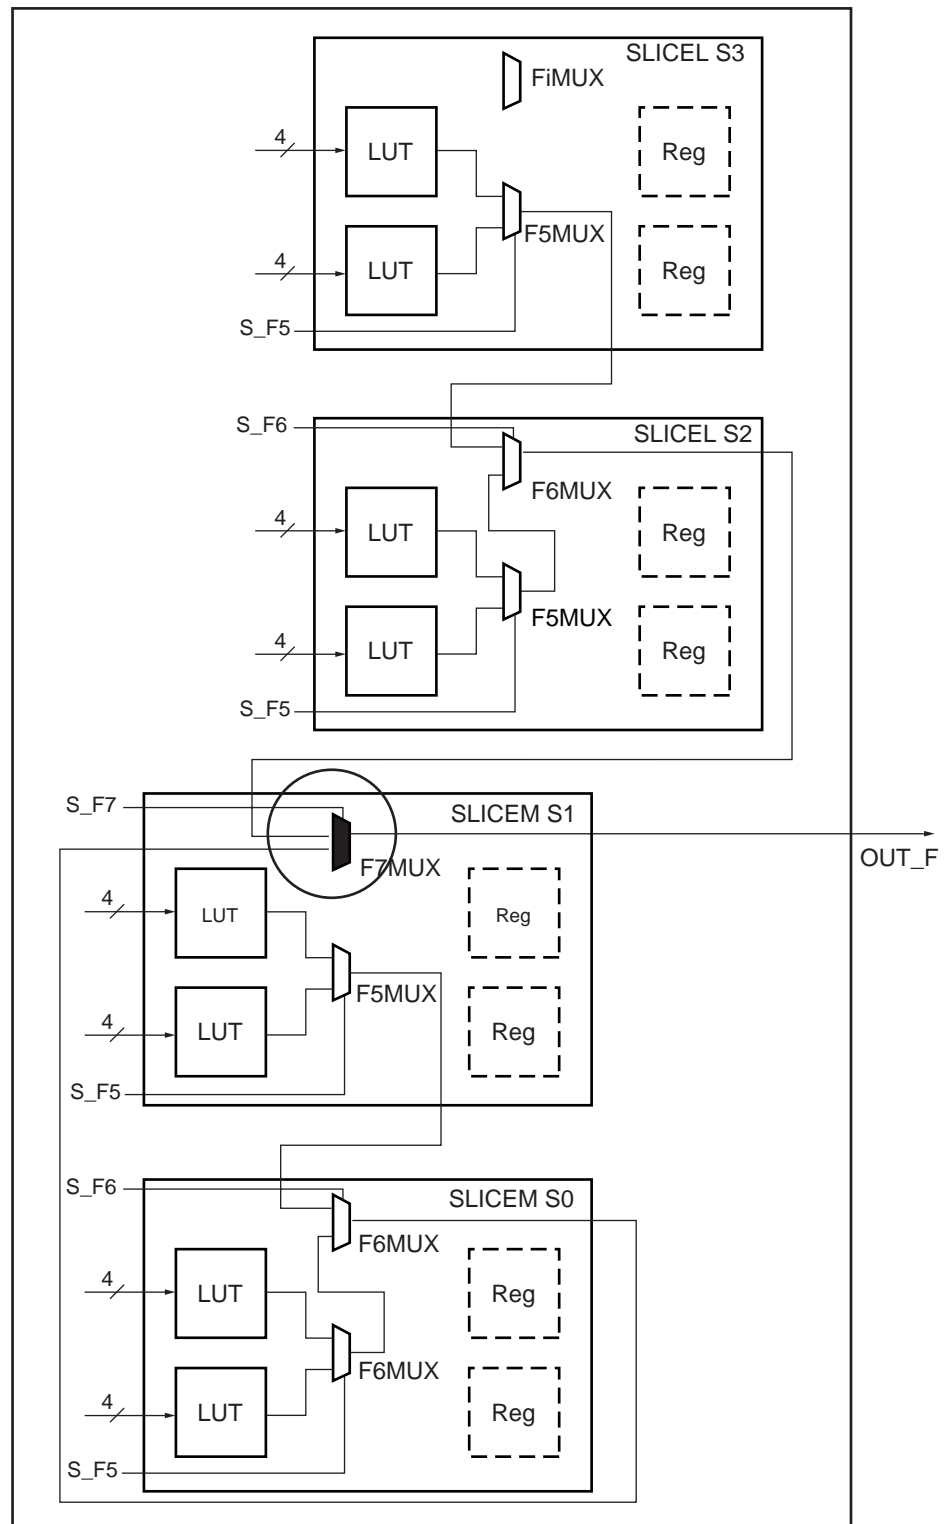 SLICEL S3
FiMUX
4
LUT
Reg
F5MUX
4
LUT
Reg
S_F5
S_F6
SLICEL S2
F6MUX
4
LUT
Reg
F5MUX
4
LUT
Reg
S_F5
S_F7
SLICEM S1
OUT_F
F7MUX
4
LUT
Reg
F5MUX
4
LUT
Reg
S_F5
S_F6
SLICEM S0
F6MUX
4
LUT
Reg
F6MUX
4
LUT
Reg
S_F5